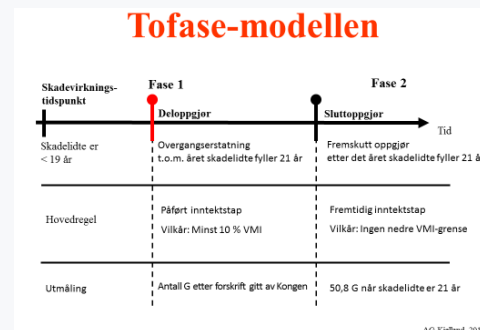 Tofase-modellen
Skadevirknings-
tidspunkt
Fase 1
Fase 2
Deloppgjør
Sluttoppgjør
Tid
Skadelidte er
< 19 år
Overgangserstatning
t.o.m. året skadelidte fyller 21 år
Fremskutt oppgjør
etter det året skadelidte fyller 21 å
Hovedregel
Påført inntektstap
Vilkår: Minst 10 % VMI
Fremtidig inntektstap
Vilkår: Ingen nedre VMI-grense
Utmåling
Antall G etter forskrift gitt av Kongen
50,8 G når skadelidte er 21 år